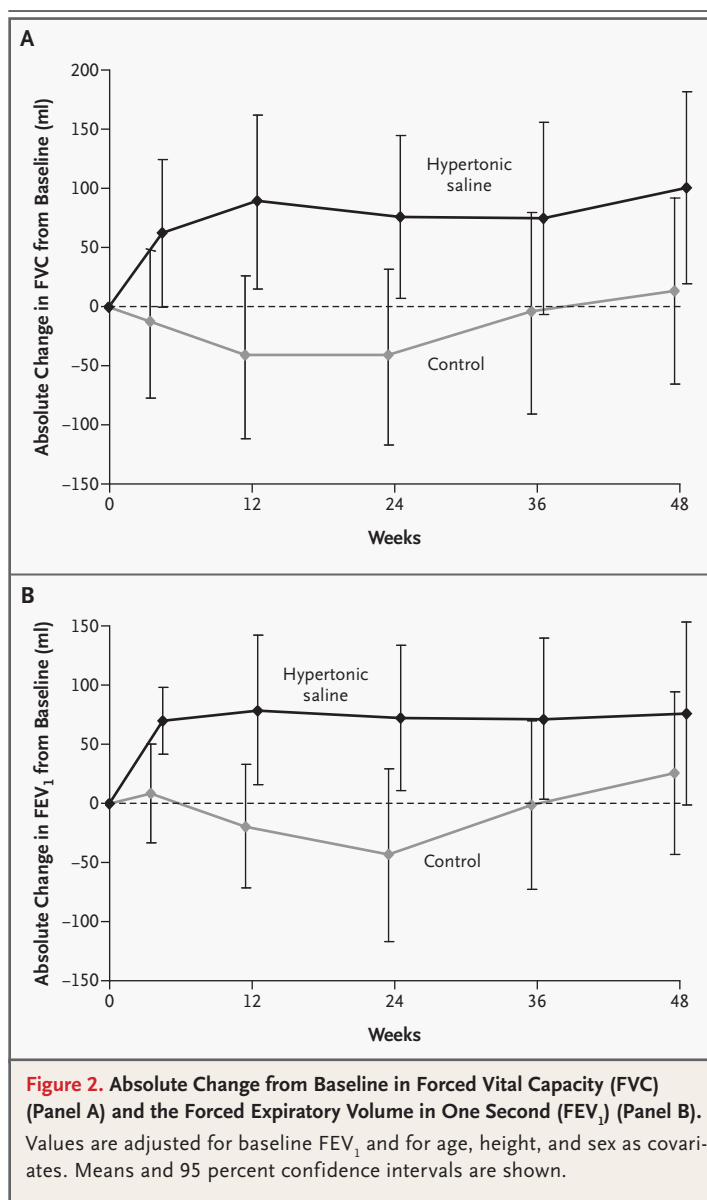 A
Absolute Change in FVC from Baseline (ml)
200
150
100
50
0
–50
–100
–150
Hypertonic
saline
Control
0
12
24
36
48
Weeks
B
Absolute Change in FEV₁ from Baseline (ml)
150
100
50
0
–50
–100
–150
Hypertonic
saline
Control
0
12
24
36
48
Weeks
Figure 2. Absolute Change from Baseline in Forced Vital Capacity (FVC)
(Panel A) and the Forced Expiratory Volume in One Second (FEV₁) (Panel B).
Values are adjusted for baseline FEV₁ and for age, height, and sex as covari-
ates. Means and 95 percent confidence intervals are shown.